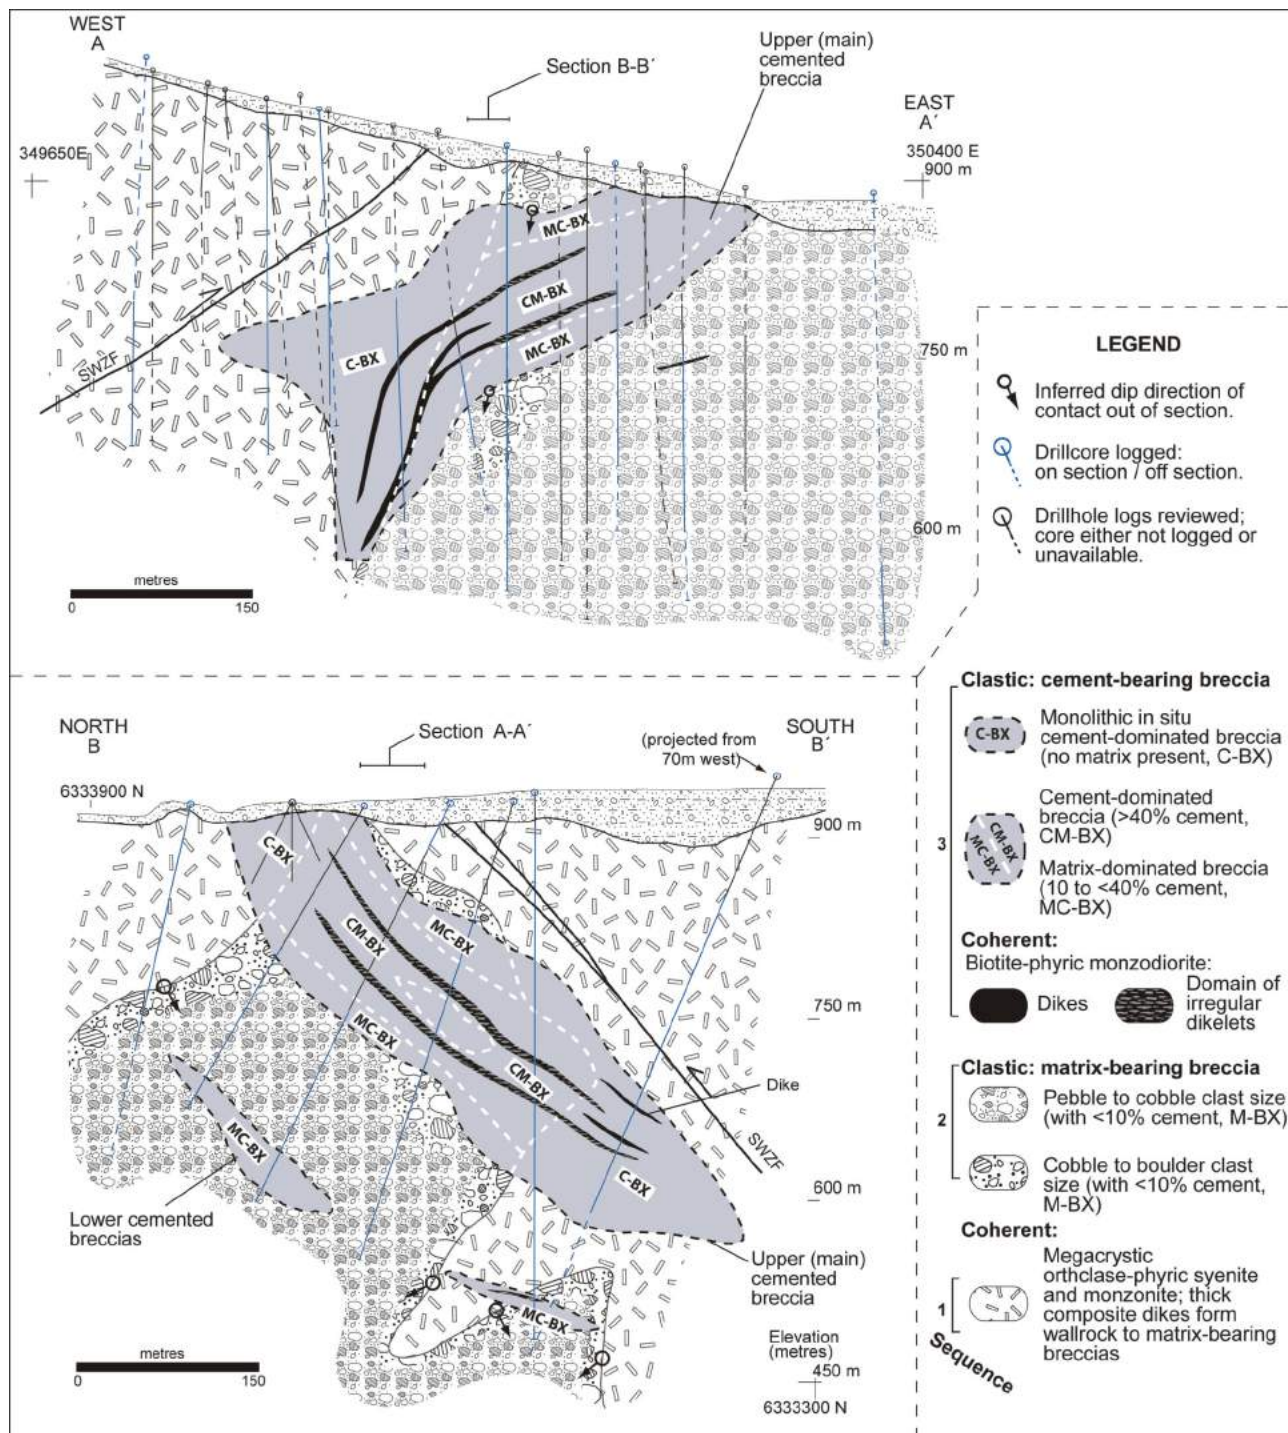 WEST
A
Section B-B´
Upper (main)
cemented
breccia
EAST
A´
349650E
350400 E
900 m
MC-BX
CM-BX
C-BX
MC-BX
SWZF
750 m
600 m
metres
0
150
LEGEND
Inferred dip direction of
contact out of section.
Drillcore logged:
on section / off section.
Drillhole logs reviewed;
core either not logged or
unavailable.
NORTH
B
Section A-A´
(projected from
70m west)
SOUTH
B´
6333900 N
900 m
C-BX
MC-BX
CM-BX
MC-BX
750 m
CM-BX
Dike
MC-BX
SWZF
C-BX
600 m
Lower cemented
breccias
Upper (main)
cemented
breccia
MC-BX
Elevation
(metres)
450 m
6333300 N
metres
0
150
Clastic: cement-bearing breccia
C-BX
Monolithic in situ
cement-dominated breccia
(no matrix present, C-BX)
CM-BX
MC-BX
Cement-dominated
breccia (>40% cement,
CM-BX)
Matrix-dominated breccia
(10 to <40% cement,
MC-BX)
3
Coherent:
Biotite-phyric monzodiorite:
Dikes
Domain of
irregular
dikelets
Clastic: matrix-bearing breccia
2
Pebble to cobble clast size
(with <10% cement, M-BX)
Cobble to boulder clast
size (with <10% cement,
M-BX)
Coherent:
1
Megacrystic
orthclase-phyric syenite
and monzonite; thick
composite dikes form
wallrock to matrix-bearing
breccias
Sequence